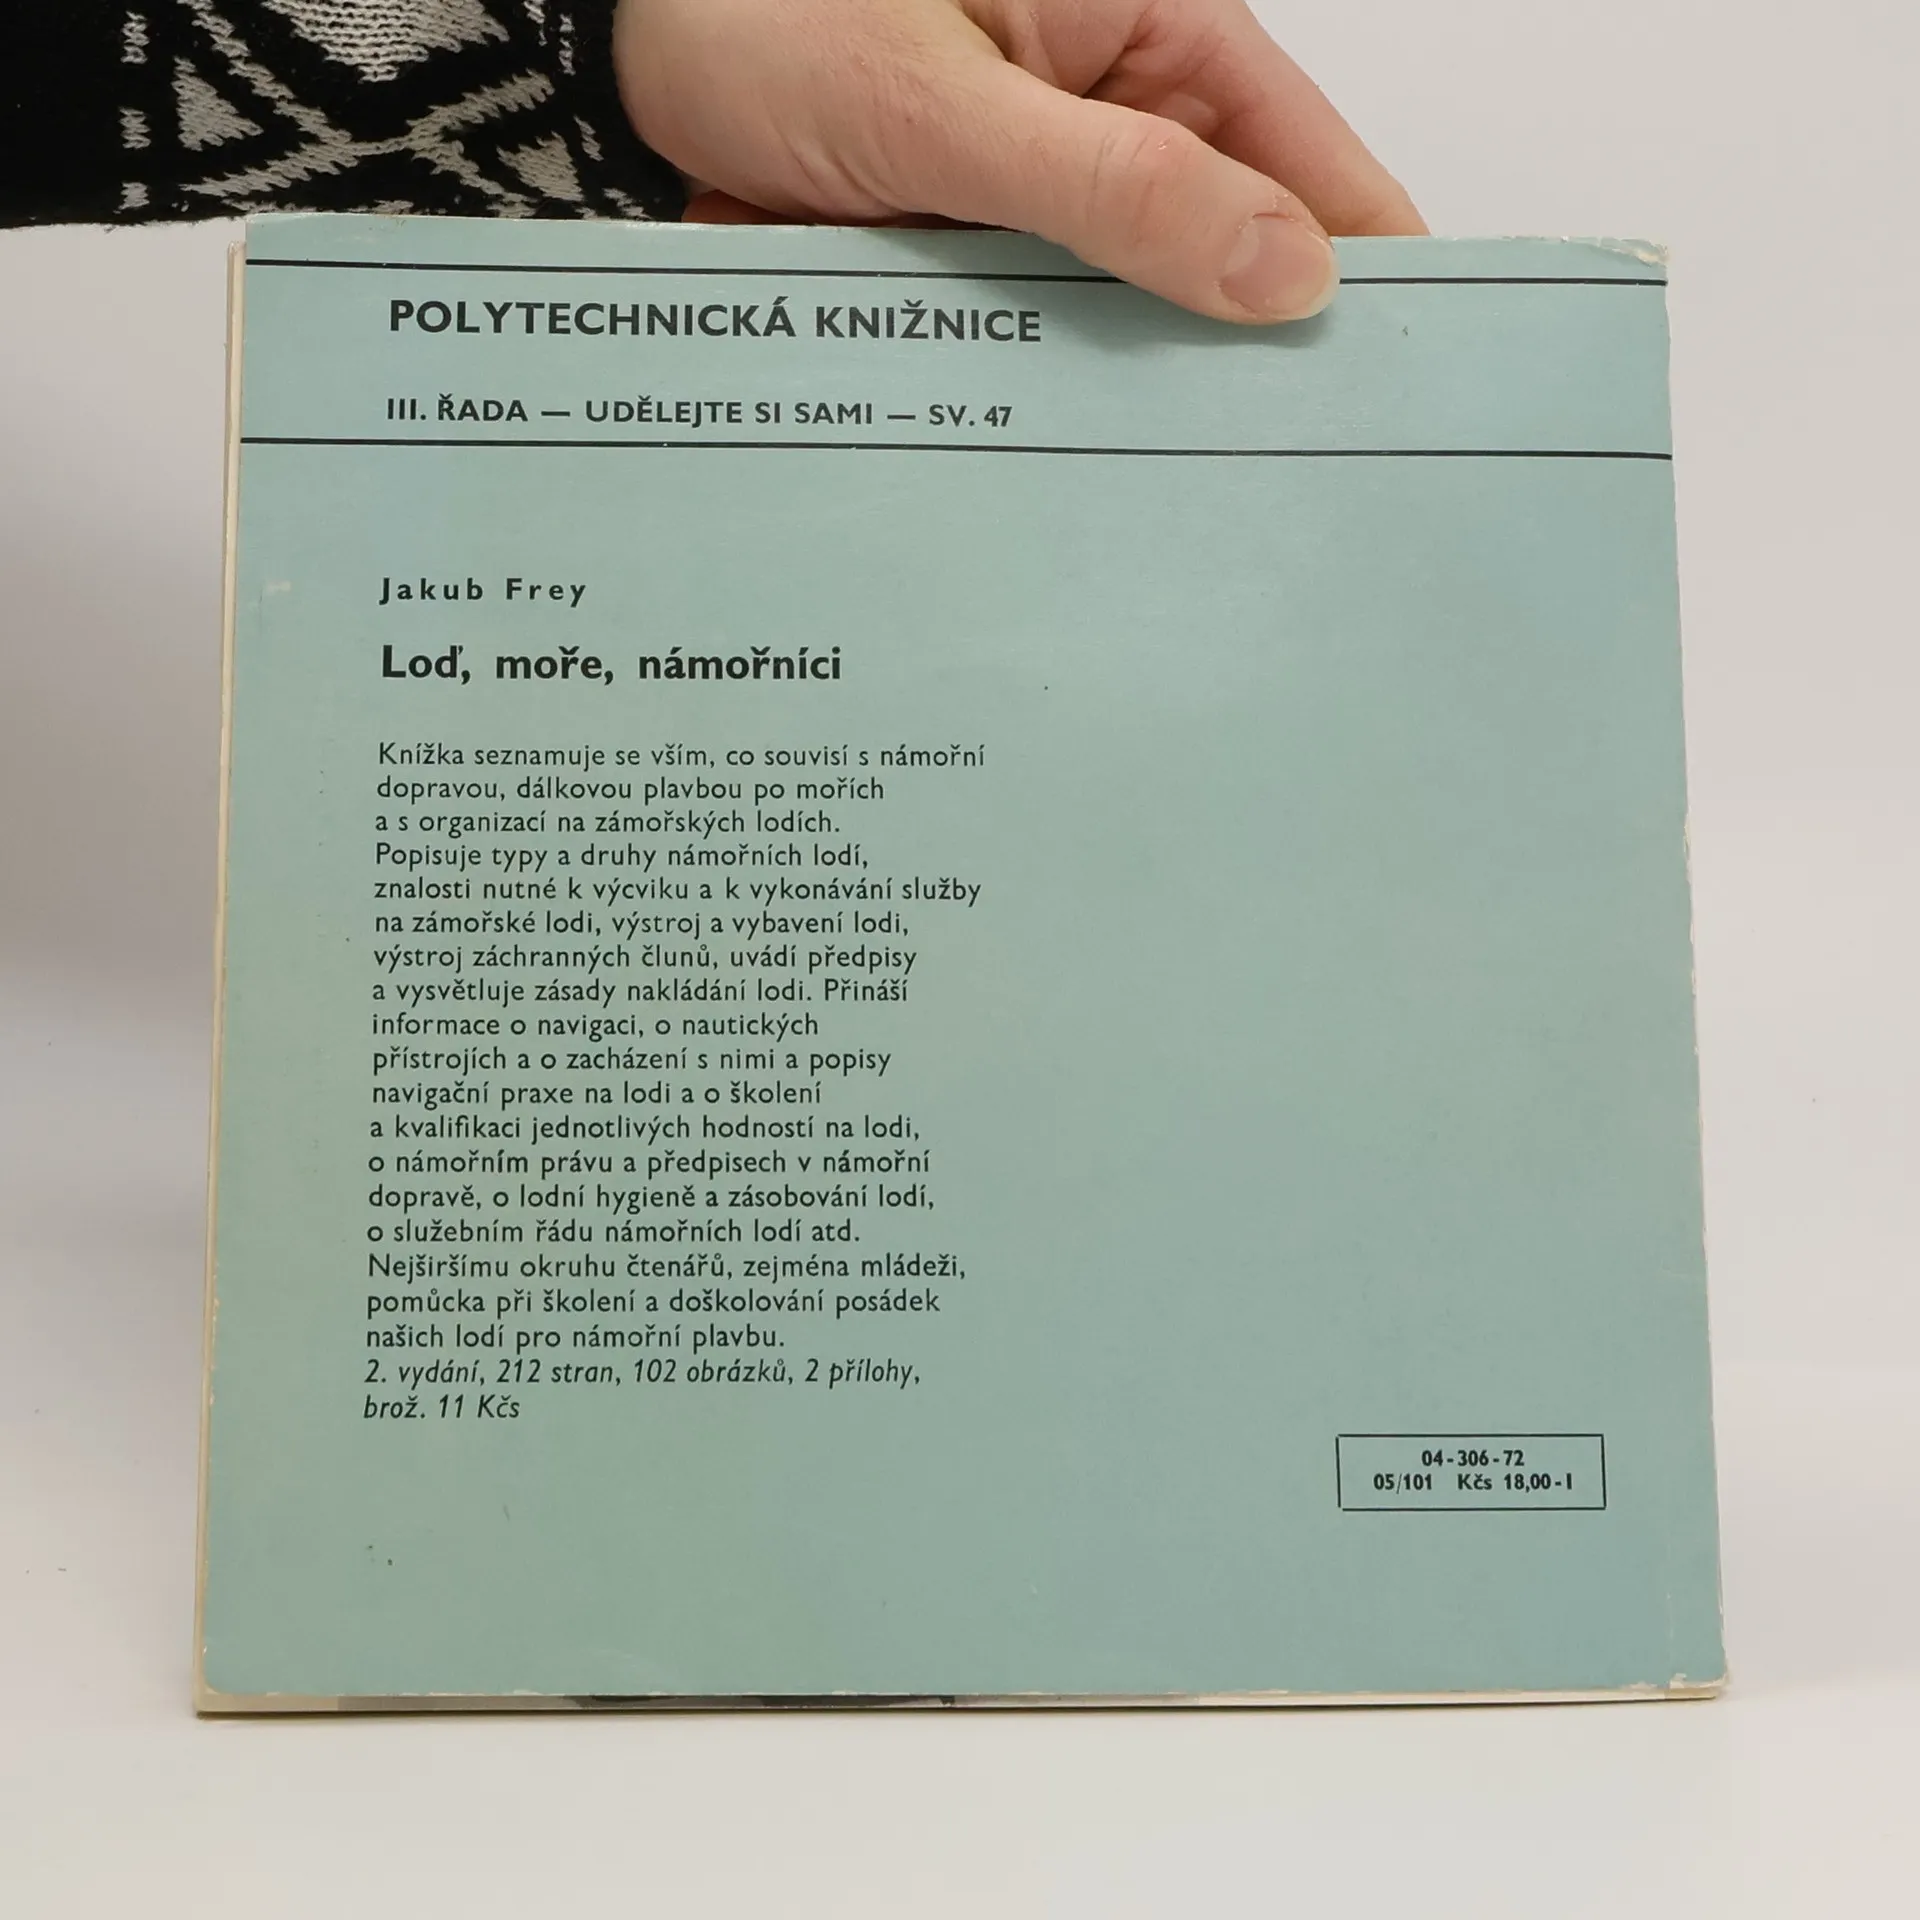 POLYTECHNICKÁ KNIŽNICE
III. ŘADA — UDĚLEJTE SI SAMI — SV. 47
Jakub Frey
Loď, moře, námořníci
Knížka seznamuje se vším, co souvisí s námořní
dopravou, dálkovou plavbou po mořích
a s organizací na zámořských lodích.
Popisuje typy a druhy námořních lodí,
znalosti nutné k výcviku a k vykonávání služby
na zámořské lodi, výstroj a vybavení lodi,
výstroj záchranných člunů, uvádí předpisy
a vysvětluje zásady nakládání lodi. Přináší
informace o navigaci, o nautických
přístrojích a o zacházení s nimi a popisy
navigační praxe na lodi a o školení
a kvalifikaci jednotlivých hodností na lodi,
o námořním právu a předpisech v námořní
dopravě, o lodní hygieně a zásobování lodí,
o služebním řádu námořních lodí atd.
Nejširšímu okruhu čtenářů, zejména mládeži,
pomůcka při školení a doškolování posádek
našich lodí pro námořní plavbu.
2. vydání, 212 stran, 102 obrázků, 2 přílohy,
brož. 11 Kčs
04-306-72
05/101 Kčs 18,00-I